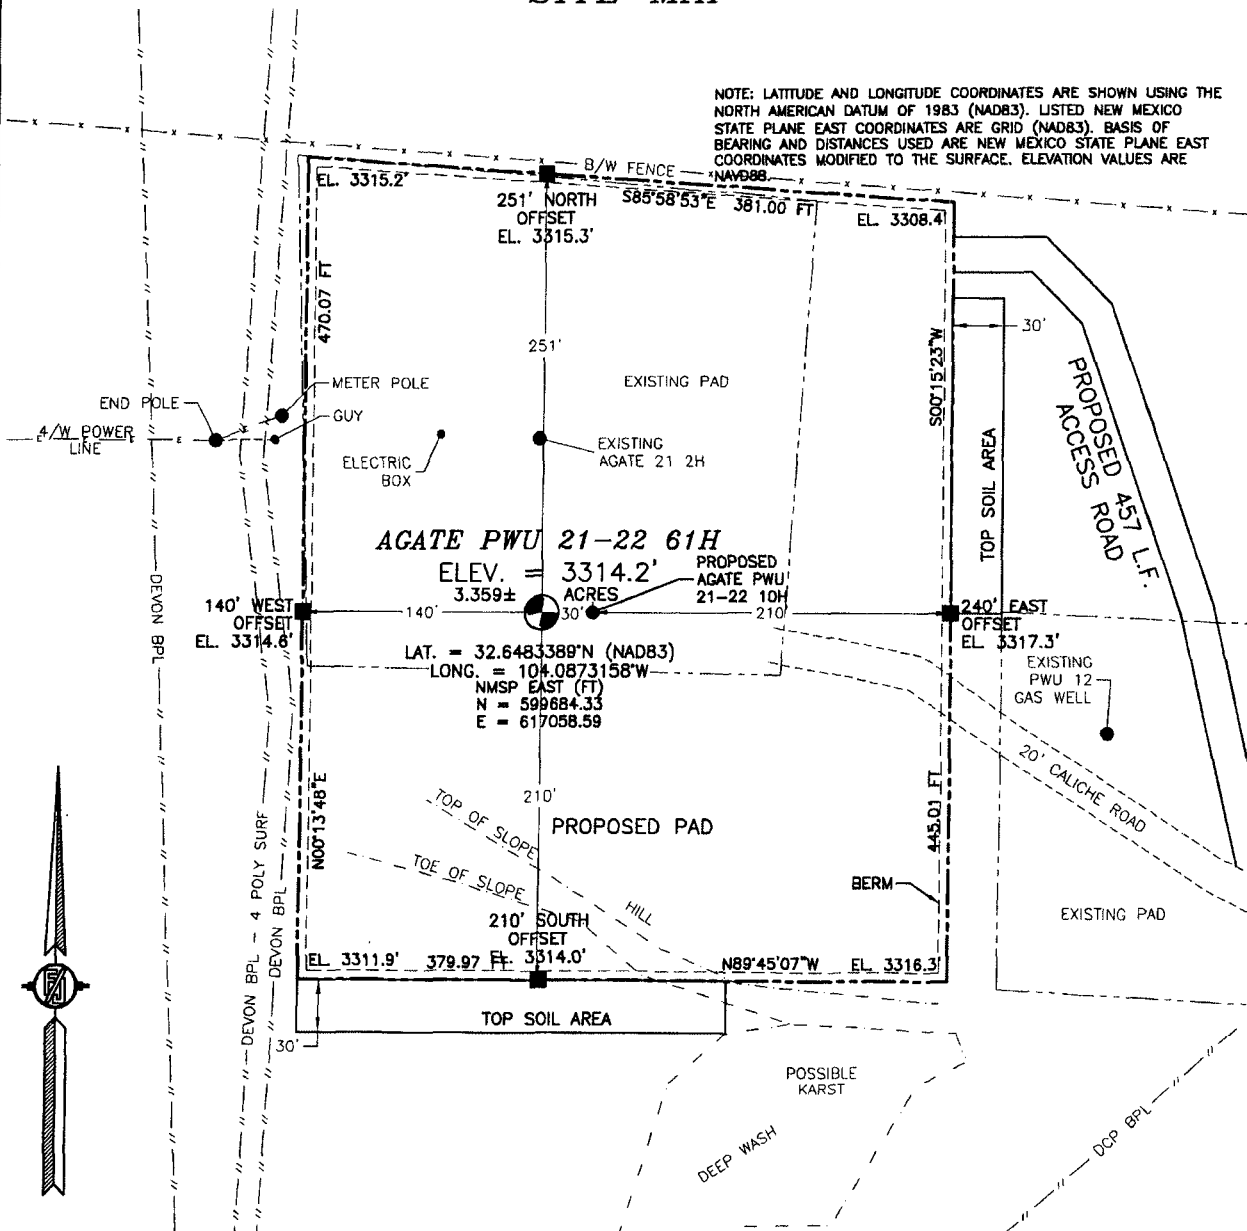 SITE MAP
NOTE: LATITUDE AND LONGITUDE COORDINATES ARE SHOWN USING THE
NORTH AMERICAN DATUM OF 1983 (NAD83). LISTED NEW MEXICO
STATE PLANE EAST COORDINATES ARE GRID (NAD83). BASIS OF
BEARING AND DISTANCES USED ARE NEW MEXICO STATE PLANE EAST
COORDINATES MODIFIED TO THE SURFACE. ELEVATION VALUES ARE
NAVD88.
B/W FENCE
EL. 3315.2'
251' NORTH
OFFSET
EL. 3315.3'
S85°58'53"E 381.00 FT
EL. 3308.4'
470.07 FT
251'
30'
S00°15'23"W
EXISTING PAD
METER POLE
END POLE
GUY
4/W POWER
LINE
ELECTRIC
BOX
EXISTING
AGATE 21 2H
TOP SOIL AREA
PROPOSED 457 L.F.
ACCESS ROAD
AGATE PWU 21-22 61H
ELEV. = 3314.2'
3.359± ACRES
PROPOSED
AGATE PWU
21-22 10H
140' WEST
OFFSET
EL. 3314.6'
140'
30'
210'
240' EAST
OFFSET
EL. 3317.3'
LAT. = 32.6483389°N (NAD83)
LONG. = 104.0873158°W
NMSP EAST (FT)
N = 599684.33
E = 617058.59
EXISTING
PWU 12
GAS WELL
DEVON BPL
20' CALICHE ROAD
N00°13'48"E
210'
TOP OF SLOPE
PROPOSED PAD
445.01 FT
TOE OF SLOPE
HILL
BERM
EXISTING PAD
DEVON BPL - 4 POLY SURF
DEVON BPL
210' SOUTH
OFFSET
EL. 3314.0'
EL. 3311.9'
379.97 FT
N89°45'07"W
EL. 3316.3'
TOP SOIL AREA
30'
POSSIBLE
KARST
DEEP WASH
DCP BPL